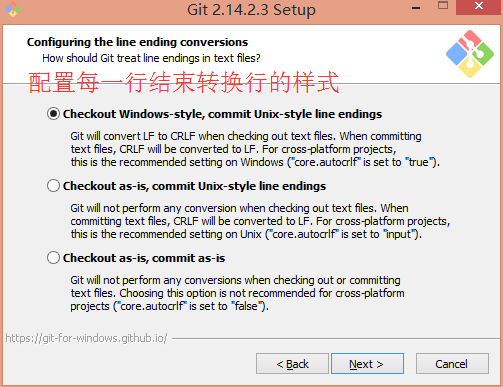 Git 2.14.2.3 Setup
Configuring the line ending conversions
How should Git treat line endings in text files?
配置每一行结束转换行的样式
Checkout Windows-style, commit Unix-style line endings
Git will convert LF to CRLF when checking out text files. When committing
text files, CRLF will be converted to LF. For cross-platform projects,
this is the recommended setting on Windows ("core.autocrlf" is set to "true").
Checkout as-is, commit Unix-style line endings
Git will not perform any conversion when checking out text files. When
committing text files, CRLF will be converted to LF. For cross-platform projects,
this is the recommended setting on Unix ("core.autocrlf" is set to "input").
Checkout as-is, commit as-is
Git will not perform any conversions when checking out or committing
text files. Choosing this option is not recommended for cross-platform
projects ("core.autocrlf" is set to "false").
https://git-for-windows.github.io/
< Back
Next >
Cancel